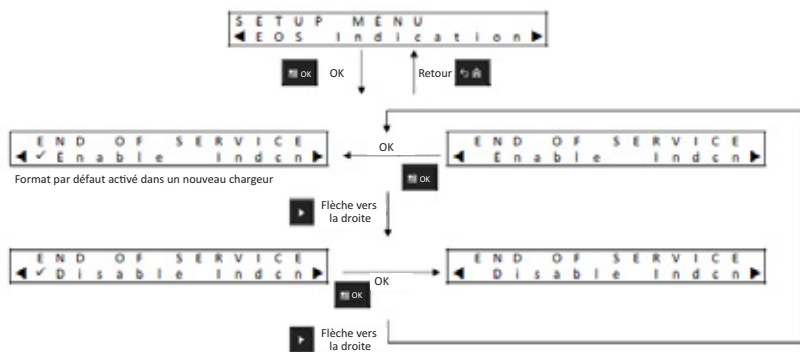 SETUP MENU
◀EOS Indication▶
OK
OK
Retour
END OF SERVICE
◀✓Enable Indcn▶
OK
END OF SERVICE
◀ Enable Indcn▶
OK
Format par défaut activé dans un nouveau chargeur
Flèche vers
la droite
END OF SERVICE
◀✓Disable Indcn▶
OK
OK
END OF SERVICE
◀ Disable Indcn▶
Flèche vers
la droite